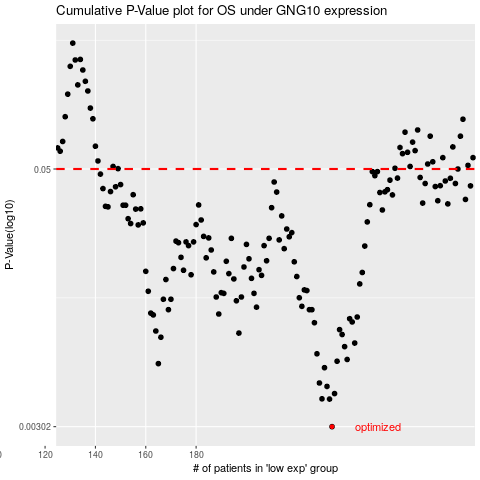 Cumulative P-Value plot for OS under GNG10 expression
P-Value(log10)
0.05
0.00302
optimized
0 120 140 160 180
# of patients in 'low exp' group